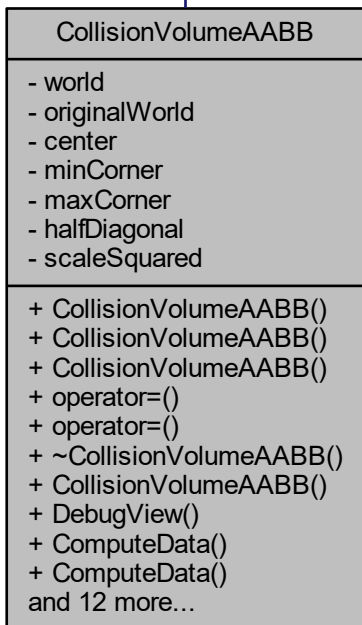 CollisionVolumeAABB
- world
- originalWorld
- center
- minCorner
- maxCorner
- halfDiagonal
- scaleSquared
+ CollisionVolumeAABB()
+ CollisionVolumeAABB()
+ CollisionVolumeAABB()
+ operator=()
+ operator=()
+ ~CollisionVolumeAABB()
+ CollisionVolumeAABB()
+ DebugView()
+ ComputeData()
+ ComputeData()
and 12 more...